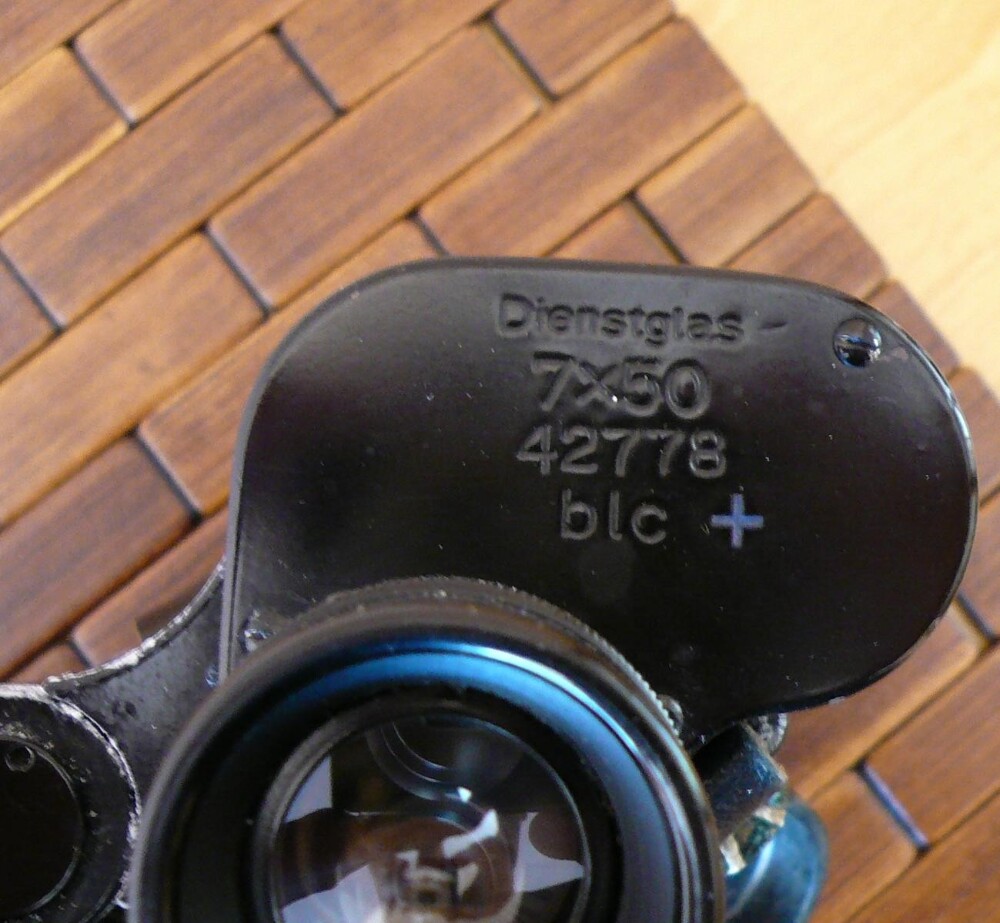 Dienstglas
7x50
42778
blc +